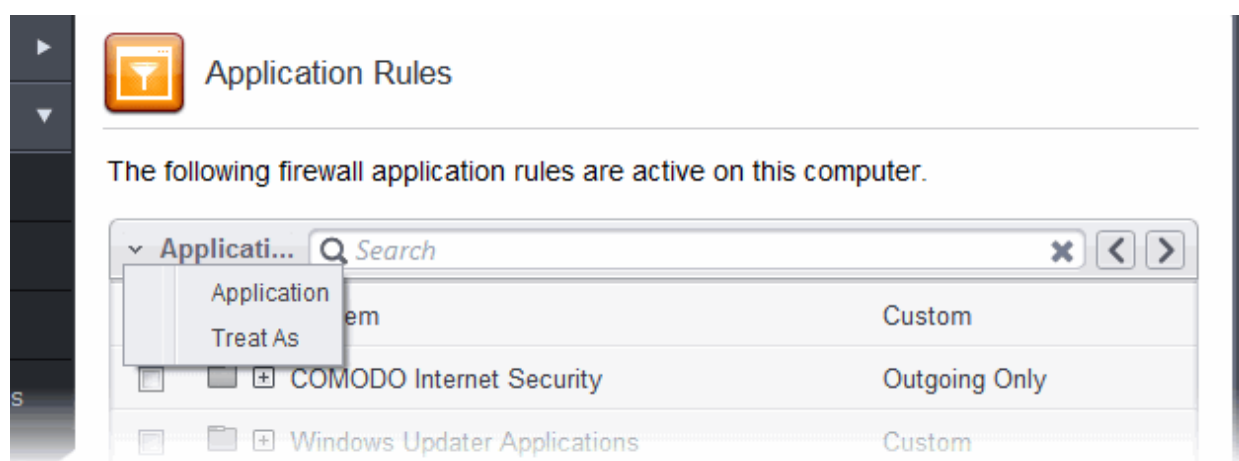 Application Rules
The following firewall application rules are active on this computer.
Applicati... Search
Application
em Custom
Treat As
COMODO Internet Security Outgoing Only
s
Windows Updater Applications Custom